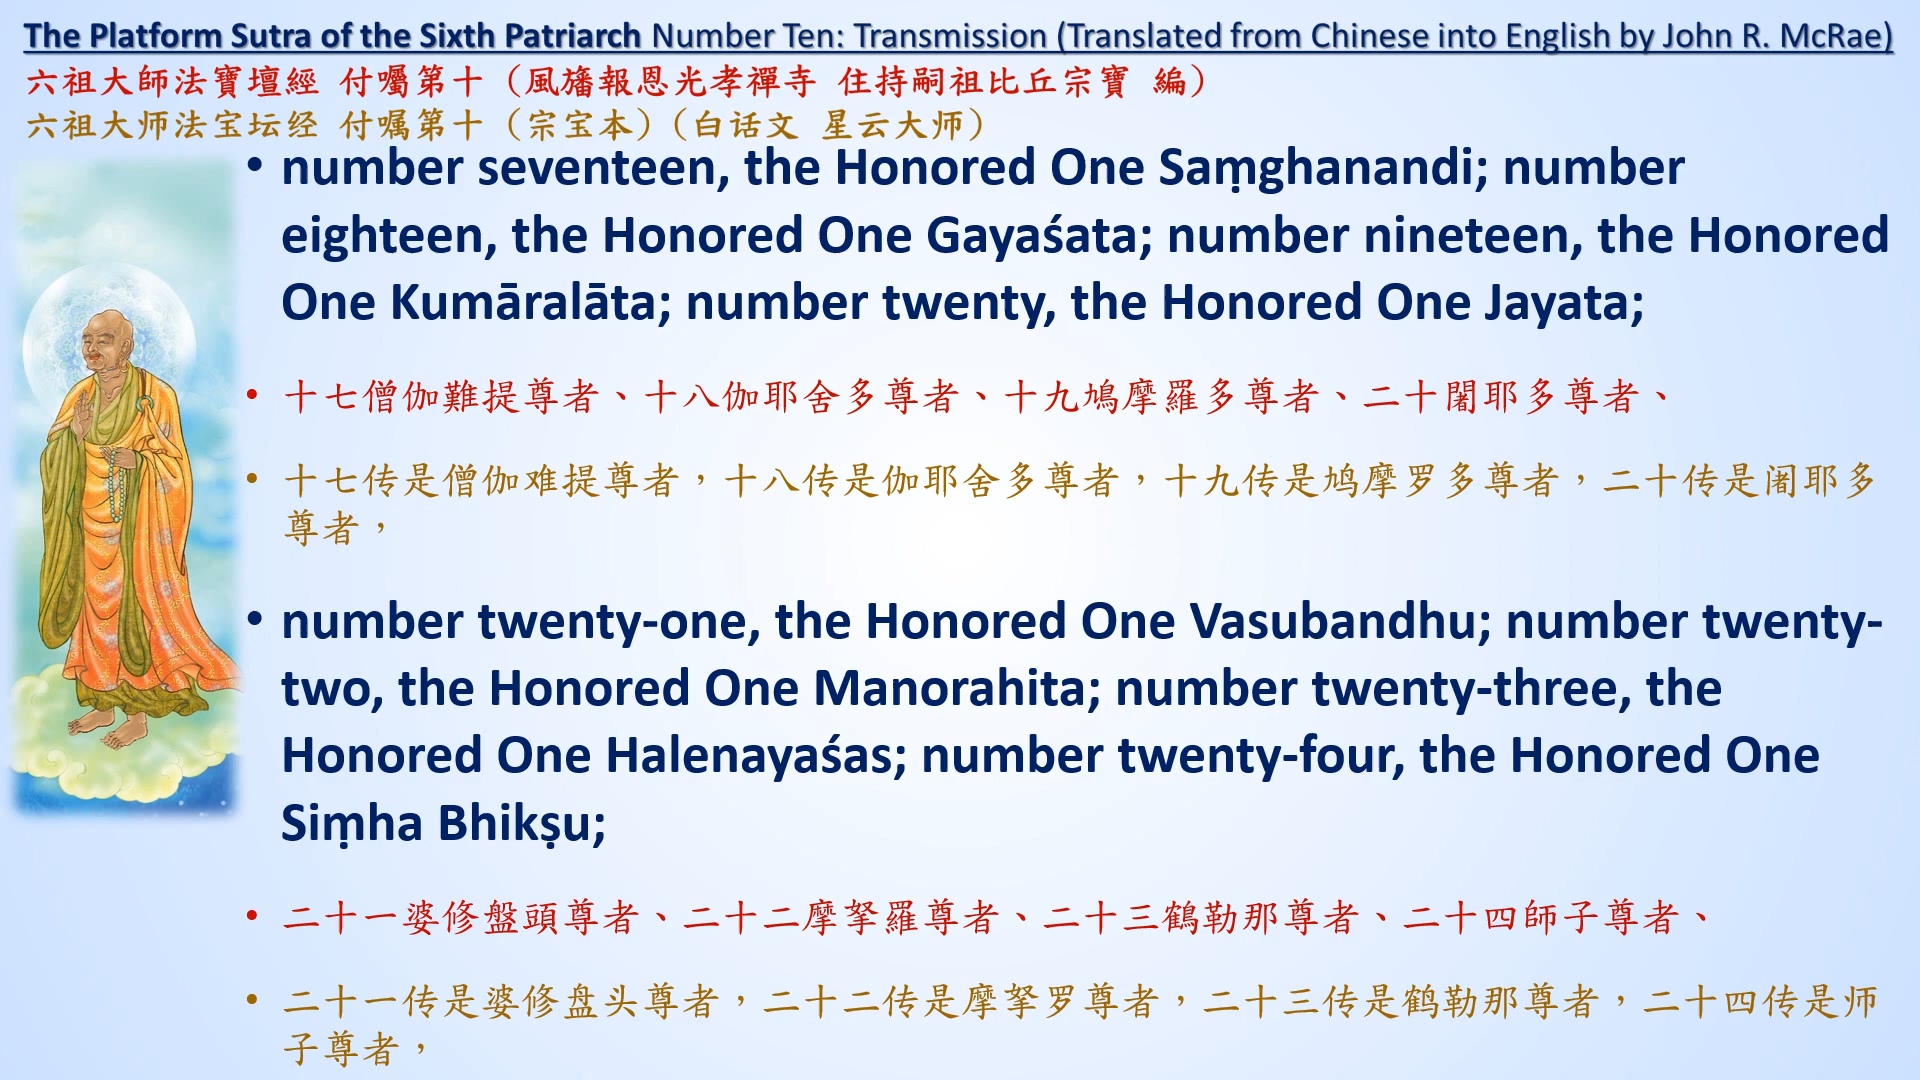 The Platform Sutra of the Sixth Patriarch Number Ten: Transmission (Translated from Chinese into English by John R. McRae)
六祖大師法寶壇經 付囑第十（風旛報恩光孝禪寺 住持嗣祖比丘宗寶 編）
六祖大师法宝坛经 付嘱第十（宗宝本）（白话文 星云大师）
• number seventeen, the Honored One Saṃghanandi; number
eighteen, the Honored One Gayaśata; number nineteen, the Honored
One Kumāralāta; number twenty, the Honored One Jayata;
• 十七僧伽難提尊者、十八伽耶舍多尊者、十九鳩摩羅多尊者、二十闍耶多尊者、
• 十七传是僧伽难提尊者，十八传是伽耶舍多尊者，十九传是鸠摩罗多尊者，二十传是阇耶多
尊者，
• number twenty-one, the Honored One Vasubandhu; number twenty-
two, the Honored One Manorahita; number twenty-three, the
Honored One Halenayaśas; number twenty-four, the Honored One
Siṃha Bhikṣu;
• 二十一婆修盤頭尊者、二十二摩拏羅尊者、二十三鶴勒那尊者、二十四師子尊者、
• 二十一传是婆修盘头尊者，二十二传是摩拏罗尊者，二十三传是鹤勒那尊者，二十四传是师
子尊者，